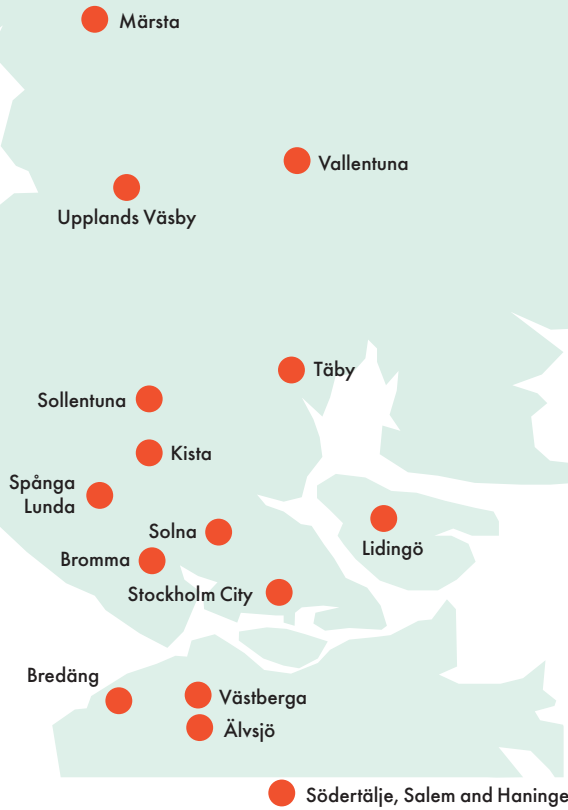 Märsta
Vallentuna
Upplands Väsby
Täby
Sollentuna
Kista
Spånga
Lunda
Solna
Lidingö
Bromma
Stockholm City
Bredäng
Västberga
Älvsjö
Södertälje, Salem and Haninge